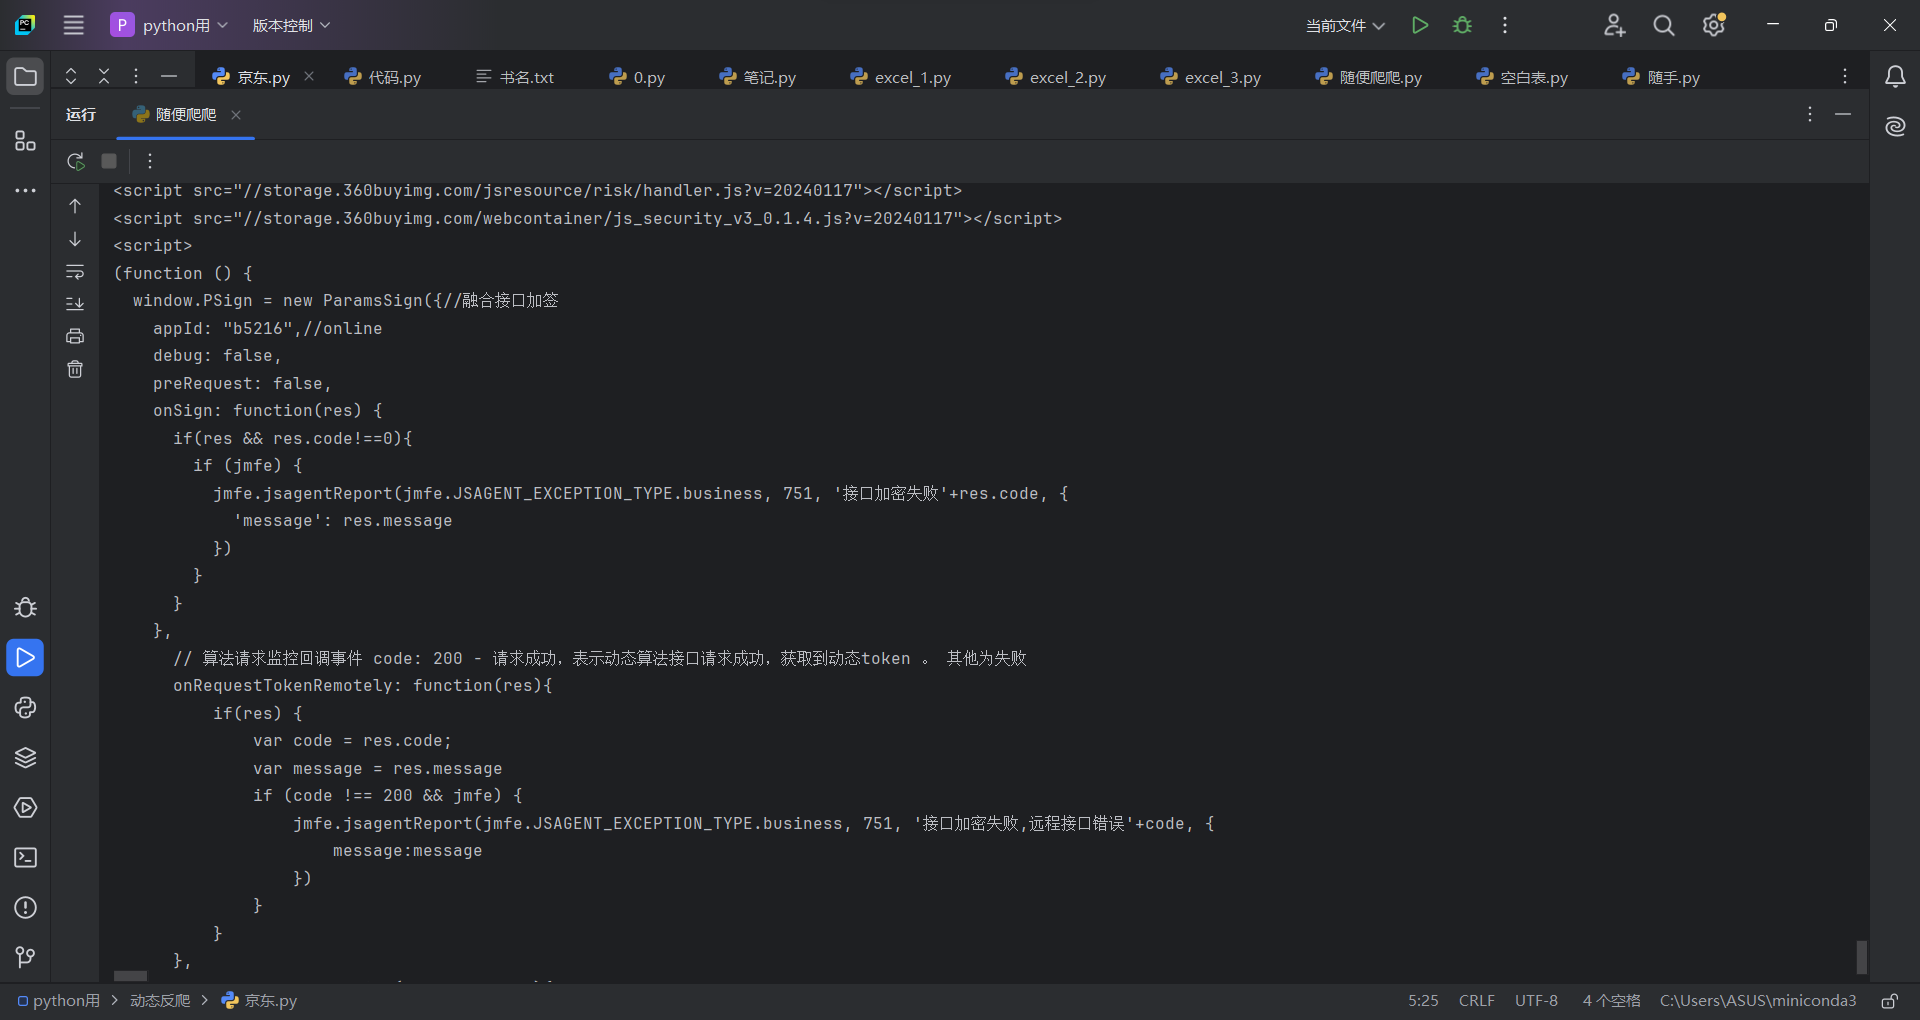 P python用 版本控制 当前文件
京东.py 代码.py 书名.txt 0.py 笔记.py excel_1.py excel_2.py excel_3.py 随便爬爬.py 空白表.py 随手.py
运行 随便爬爬
<script src="//storage.360buyimg.com/jsresource/risk/handler.js?v=20240117"></script>
<script src="//storage.360buyimg.com/webcontainer/js_security_v3_0.1.4.js?v=20240117"></script>
<script>
(function () {
window.PSign = new ParamsSign({//融合接口加签
appId: "b5216",//online
debug: false,
preRequest: false,
onSign: function(res) {
if(res && res.code!==0){
if (jmfe) {
jmfe.jsagentReport(jmfe.JSAGENT_EXCEPTION_TYPE.business, 751, '接口加密失败'+res.code, {
'message': res.message
})
}
}
},
// 算法请求监控回调事件 code: 200 - 请求成功，表示动态算法接口请求成功，获取到动态token 。 其他为失败
onRequestTokenRemotely: function(res){
if(res) {
var code = res.code;
var message = res.message
if (code !== 200 && jmfe) {
jmfe.jsagentReport(jmfe.JSAGENT_EXCEPTION_TYPE.business, 751, '接口加密失败,远程接口错误'+code, {
message:message
})
}
}
},
python用 > 动态反爬 > 京东.py 5:25 CRLF UTF-8 4 个空格 C:\Users\ASUS\miniconda3